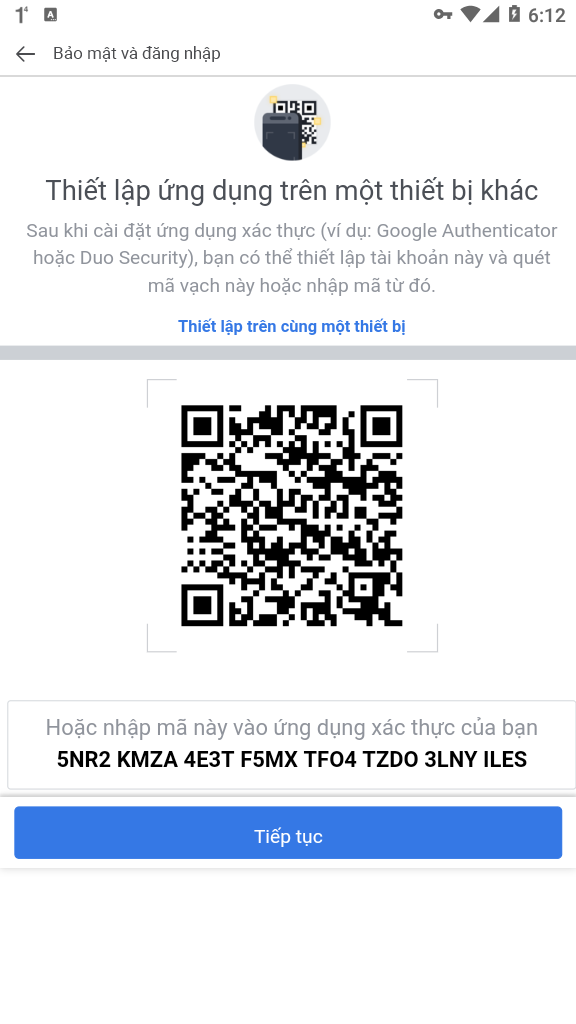 6:12
Bảo mật và đăng nhập
Thiết lập ứng dụng trên một thiết bị khác
Sau khi cài đặt ứng dụng xác thực (ví dụ: Google Authenticator
hoặc Duo Security), bạn có thể thiết lập tài khoản này và quét
mã vạch này hoặc nhập mã từ đó.
Thiết lập trên cùng một thiết bị
Hoặc nhập mã này vào ứng dụng xác thực của bạn
5NR2 KMZA 4E3T F5MX TFO4 TZDO 3LNY ILES
Tiếp tục